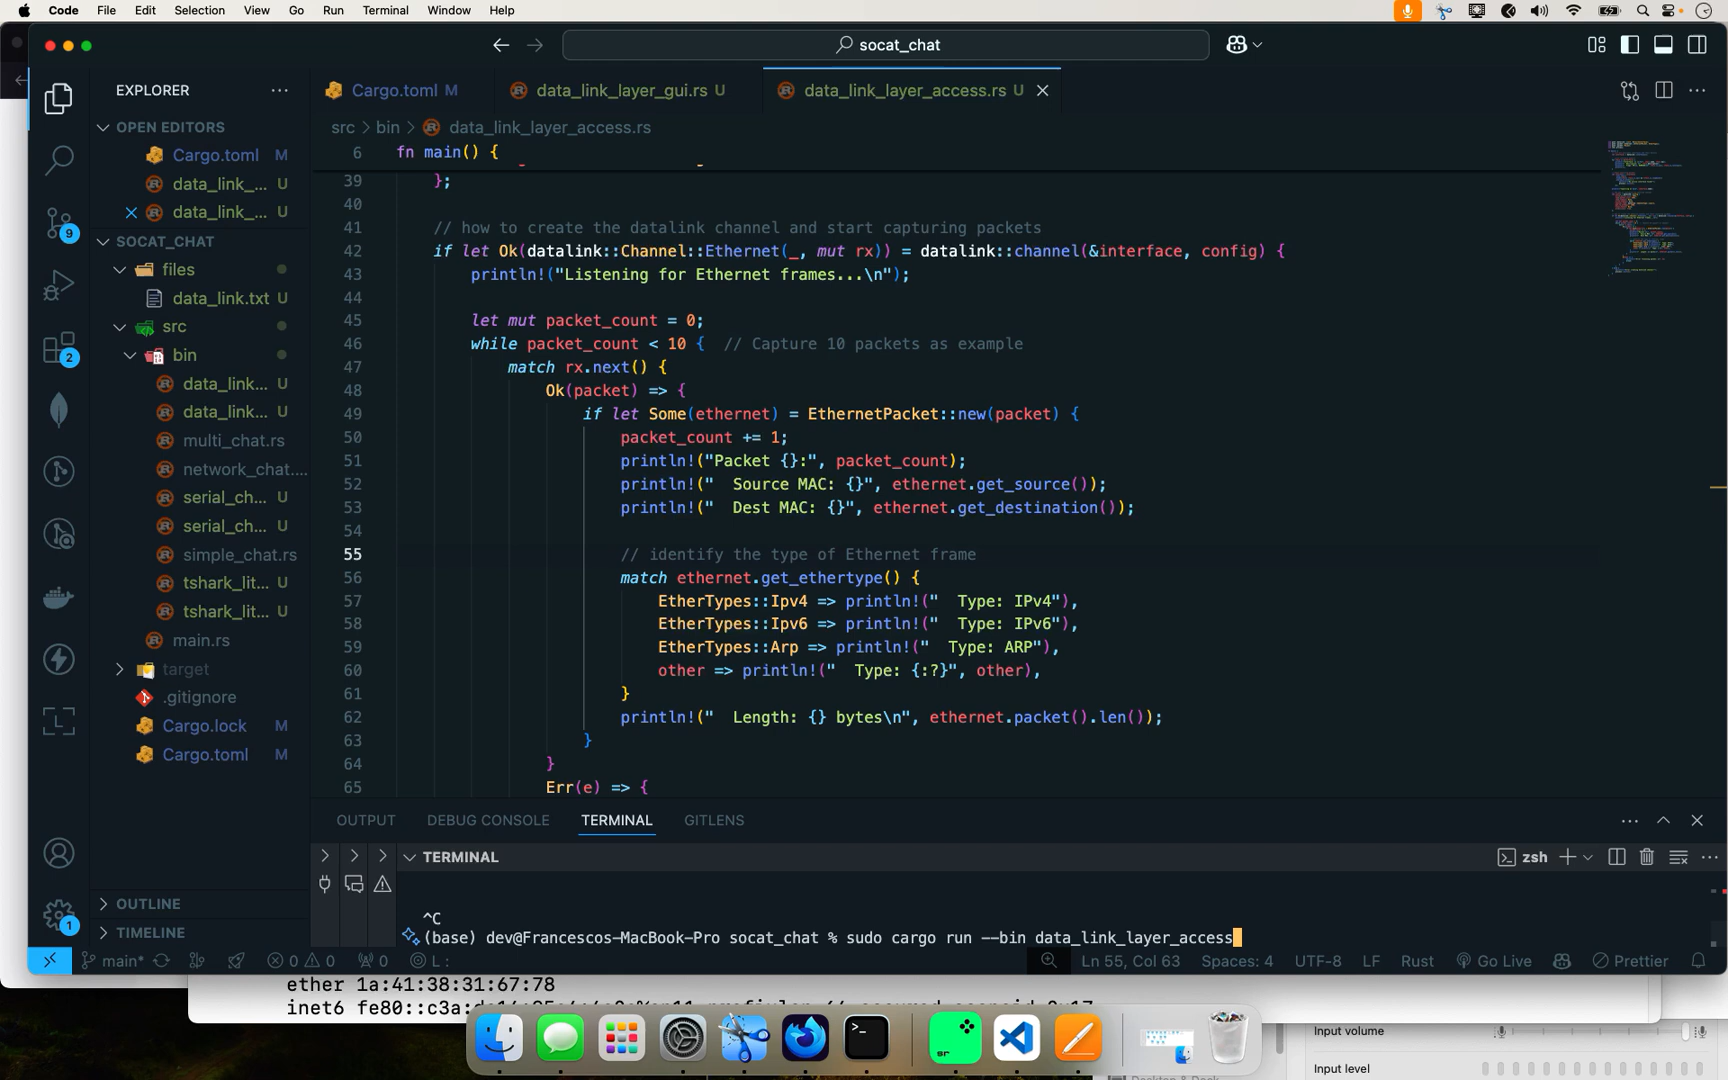 Code File Edit Selection View Go Run Terminal Window Help
socat_chat
EXPLORER
Cargo.toml M
data_link_layer_gui.rs U
data_link_layer_access.rs U
OPEN EDITORS
Cargo.toml M
data_link_... U
data_link_... U
SOCAT_CHAT
files
data_link.txt U
src
bin
data_link... U
data_link... U
multi_chat.rs
network_chat....
serial_ch... U
serial_ch... U
simple_chat.rs
tshark_lit... U
tshark_lit... U
main.rs
target
.gitignore
Cargo.lock M
Cargo.toml M
OUTLINE
TIMELINE
9
2
1
src > bin > data_link_layer_access.rs
6 fn main() {
39 };
40
41 // how to create the datalink channel and start capturing packets
42 if let Ok(datalink::Channel::Ethernet(_, mut rx)) = datalink::channel(&interface, config) {
43 println!("Listening for Ethernet frames...\n");
44
45 let mut packet_count = 0;
46 while packet_count < 10 { // Capture 10 packets as example
47 match rx.next() {
48 Ok(packet) => {
49 if let Some(ethernet) = EthernetPacket::new(packet) {
50 packet_count += 1;
51 println!("Packet {}:", packet_count);
52 println!("  Source MAC: {}", ethernet.get_source());
53 println!("  Dest MAC: {}", ethernet.get_destination());
54
55 // identify the type of Ethernet frame
56 match ethernet.get_ethertype() {
57 EtherTypes::Ipv4 => println!("  Type: IPv4"),
58 EtherTypes::Ipv6 => println!("  Type: IPv6"),
59 EtherTypes::Arp => println!("  Type: ARP"),
60 other => println!("  Type: {:?}", other),
61 }
62 println!("  Length: {} bytes\n", ethernet.packet().len());
63 }
64 }
65 Err(e) => {
OUTPUT DEBUG CONSOLE TERMINAL GITLENS
TERMINAL
zsh
^C
(base) dev@Francescos-MacBook-Pro socat_chat % sudo cargo run --bin data_link_layer_access
main* 0 0 0 L : Ln 55, Col 63 Spaces: 4 UTF-8 LF Rust Go Live Prettier
ether 1a:41:38:31:67:78
inet6
Input volume
Input level
sr